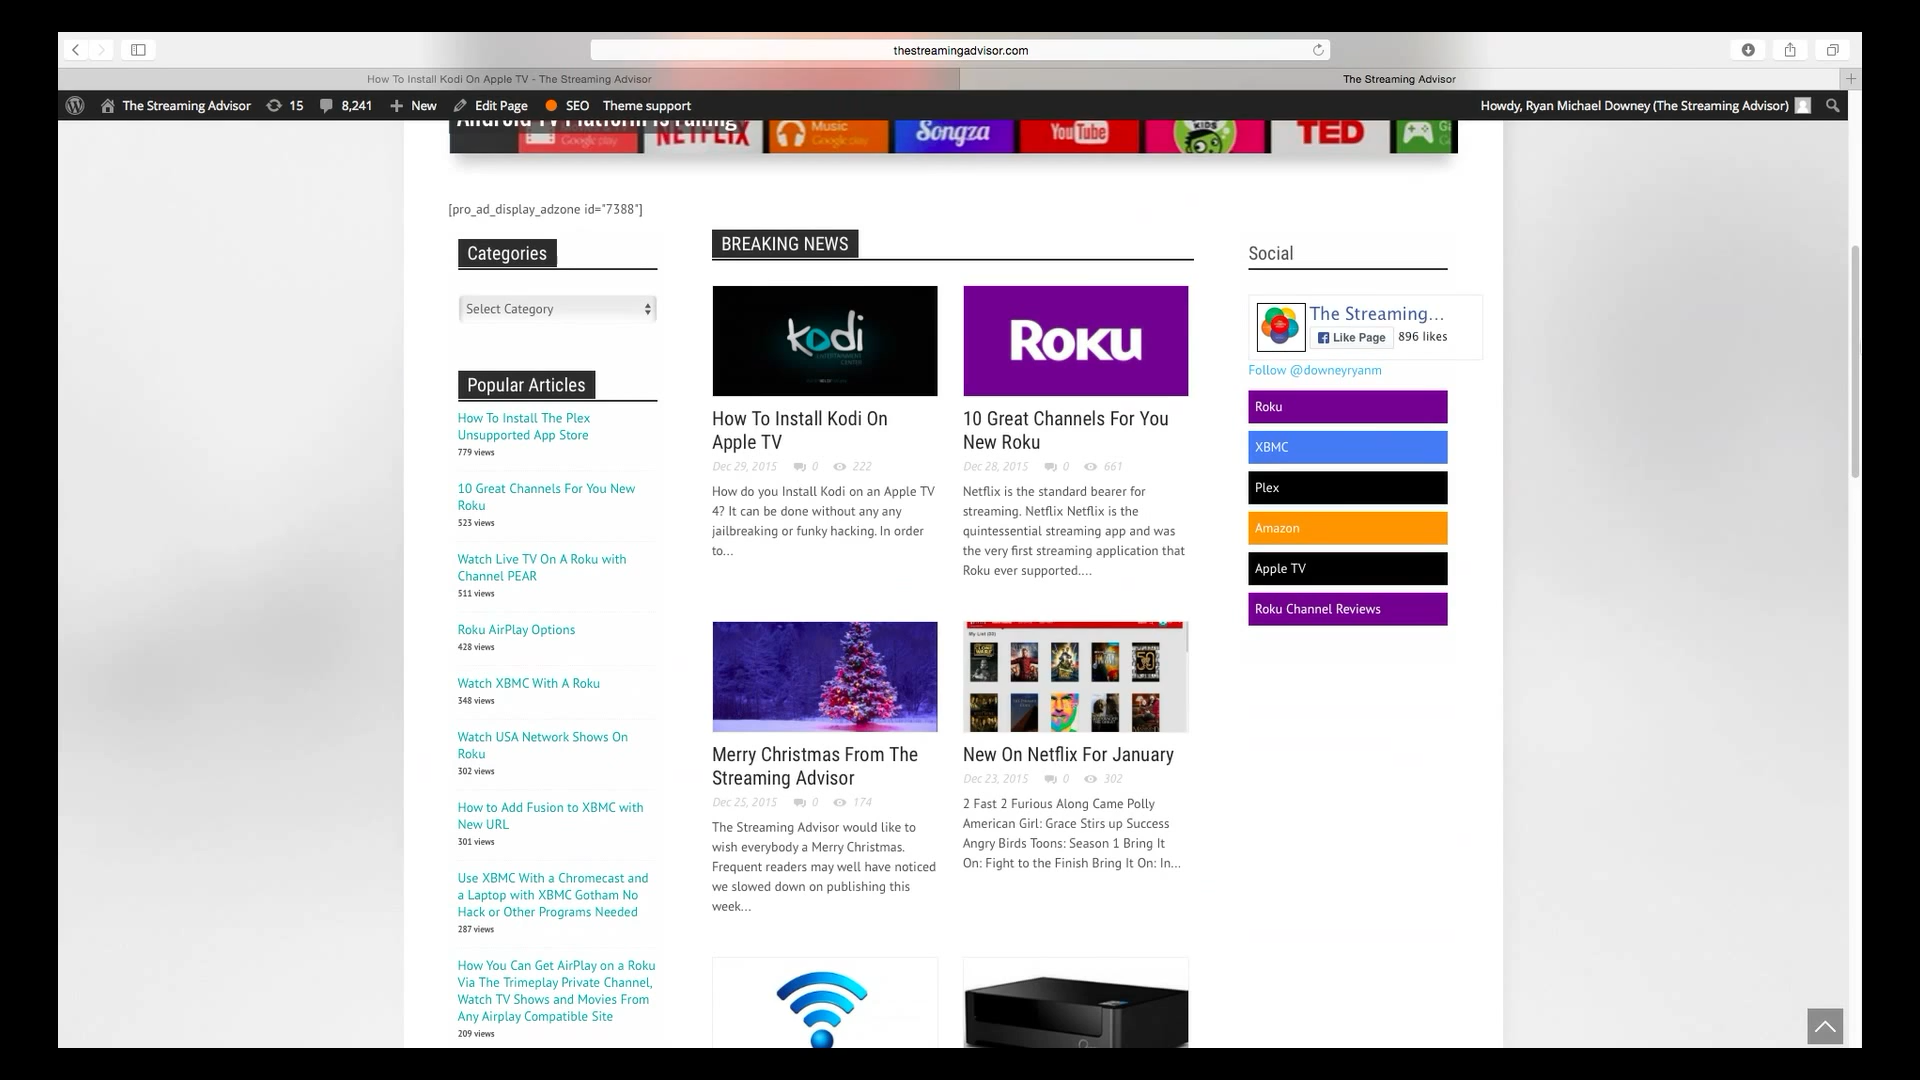 thestreamingadvisor.com
How To Install Kodi On Apple TV - The Streaming Advisor
The Streaming Advisor
The Streaming Advisor
15
8,241
New
Edit Page
SEO
Theme support
Howdy, Ryan Michael Downey (The Streaming Advisor)
Android TV Platform Is Failing
Google play
NETFLIX
Music
Google play
Songza
YouTube
KIDS
TED
[pro_ad_display_adzone id="7388"]
Categories
Select Category
Popular Articles
How To Install The Plex
Unsupported App Store
779 views
10 Great Channels For You New
Roku
523 views
Watch Live TV On A Roku with
Channel PEAR
511 views
Roku AirPlay Options
428 views
Watch XBMC With A Roku
348 views
Watch USA Network Shows On
Roku
302 views
How to Add Fusion to XBMC with
New URL
301 views
Use XBMC With a Chromecast and
a Laptop with XBMC Gotham No
Hack or Other Programs Needed
287 views
How You Can Get AirPlay on a Roku
Via The Trimeplay Private Channel,
Watch TV Shows and Movies From
Any Airplay Compatible Site
209 views
BREAKING NEWS
kodi
ENTERTAINMENT
CENTER
How To Install Kodi On
Apple TV
Dec 29, 2015 0 222
How do you Install Kodi on an Apple TV
4? It can be done without any any
jailbreaking or funky hacking. In order
to...
ROKU
10 Great Channels For You
New Roku
Dec 28, 2015 0 661
Netflix is the standard bearer for
streaming. Netflix Netflix is the
quintessential streaming app and was
the very first streaming application that
Roku ever supported....
Merry Christmas From The
Streaming Advisor
Dec 25, 2015 0 174
The Streaming Advisor would like to
wish everybody a Merry Christmas.
Frequent readers may well have noticed
we slowed down on publishing this
week...
New On Netflix For January
Dec 23, 2015 0 302
2 Fast 2 Furious Along Came Polly
American Girl: Grace Stirs up Success
Angry Birds Toons: Season 1 Bring It
On: Fight to the Finish Bring It On: In...
Social
The Streaming...
Like Page 896 likes
Follow @downeyryanm
Roku
XBMC
Plex
Amazon
Apple TV
Roku Channel Reviews